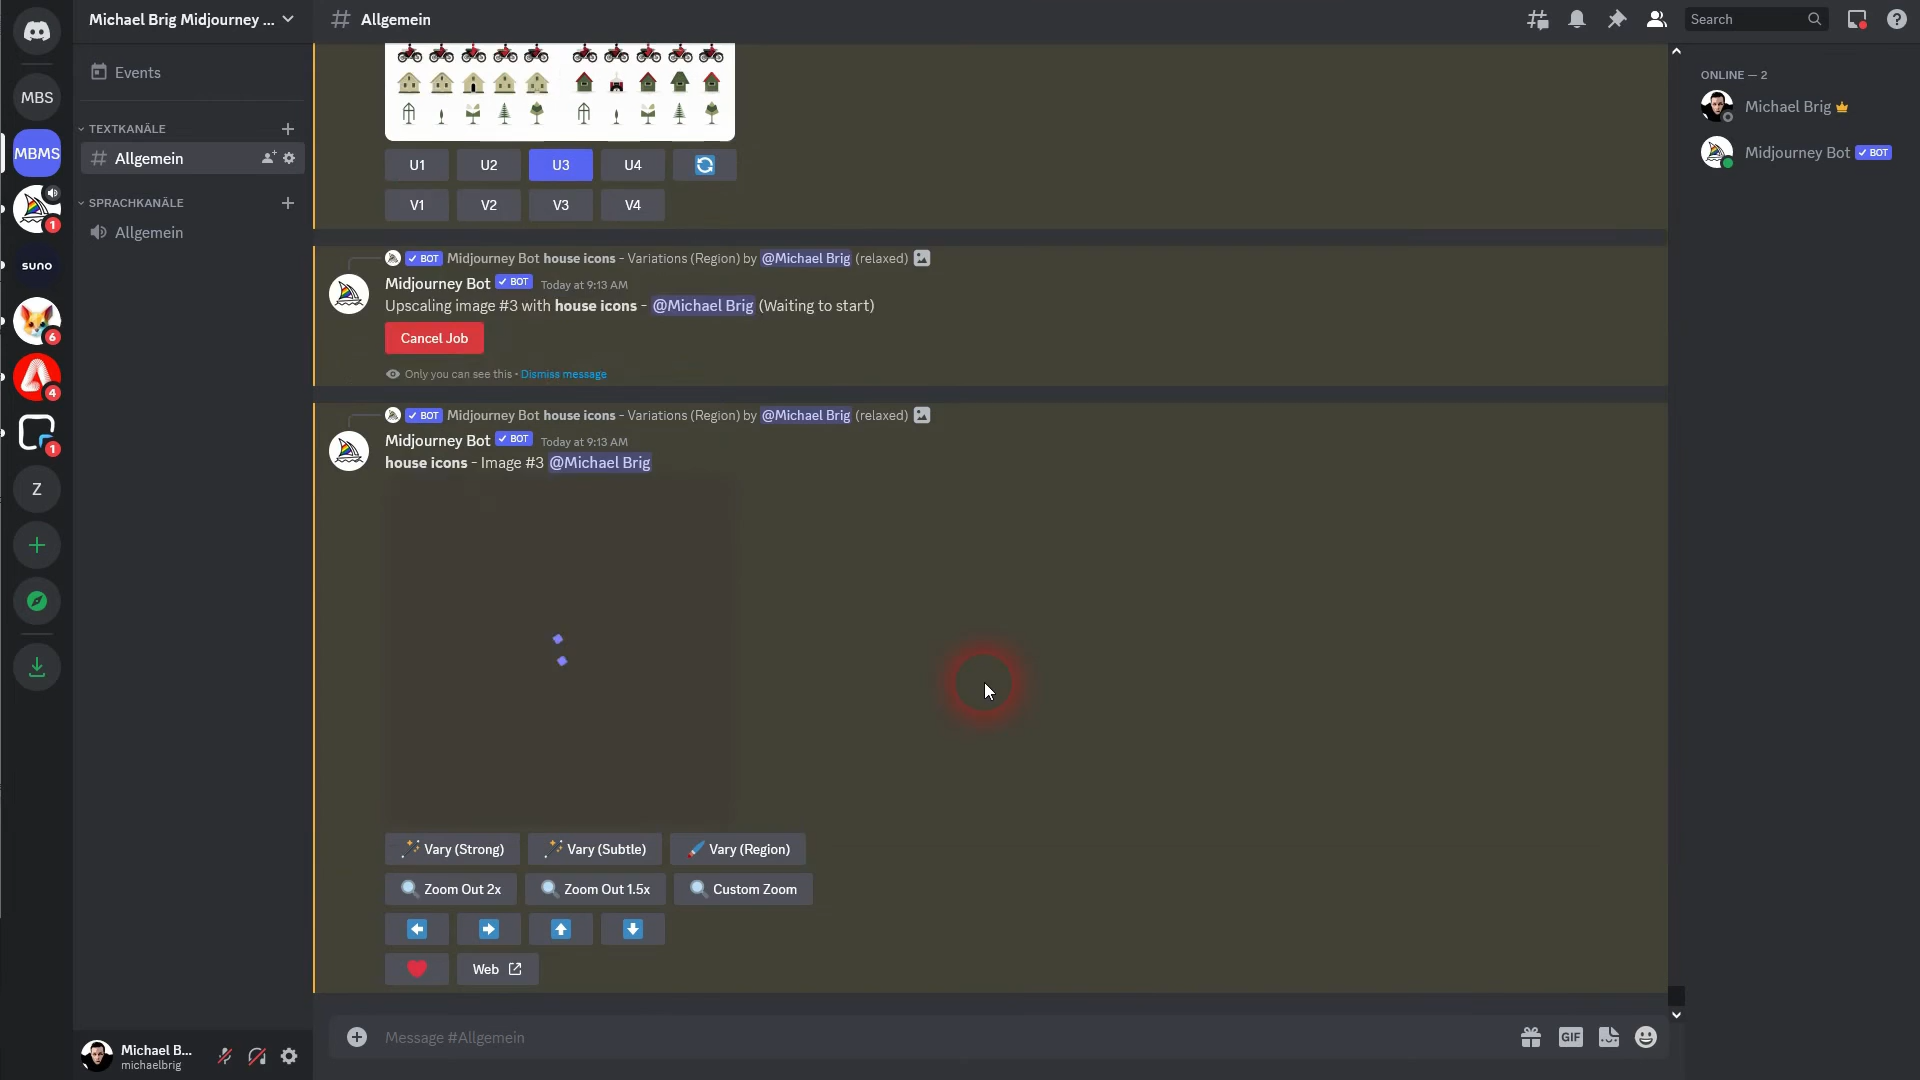 Michael Brig Midjourney ...
Allgemein
Search
MBS
Events
TEXTKANÄLE
MBMS
Allgemein
SPRACHKANÄLE
1
Allgemein
suno
6
4
1
Z
U1 U2 U3 U4
V1 V2 V3 V4
BOT Midjourney Bot house icons - Variations (Region) by @Michael Brig (relaxed)
Midjourney Bot BOT Today at 9:13 AM
Upscaling image #3 with house icons - @Michael Brig (Waiting to start)
Cancel Job
Only you can see this • Dismiss message
BOT Midjourney Bot house icons - Variations (Region) by @Michael Brig (relaxed)
Midjourney Bot BOT Today at 9:13 AM
house icons - Image #3 @Michael Brig
Vary (Strong) Vary (Subtle) Vary (Region)
Zoom Out 2x Zoom Out 1.5x Custom Zoom
Web
Message #Allgemein
GIF
Michael B...
michaelbrig
ONLINE — 2
Michael Brig
Midjourney Bot BOT